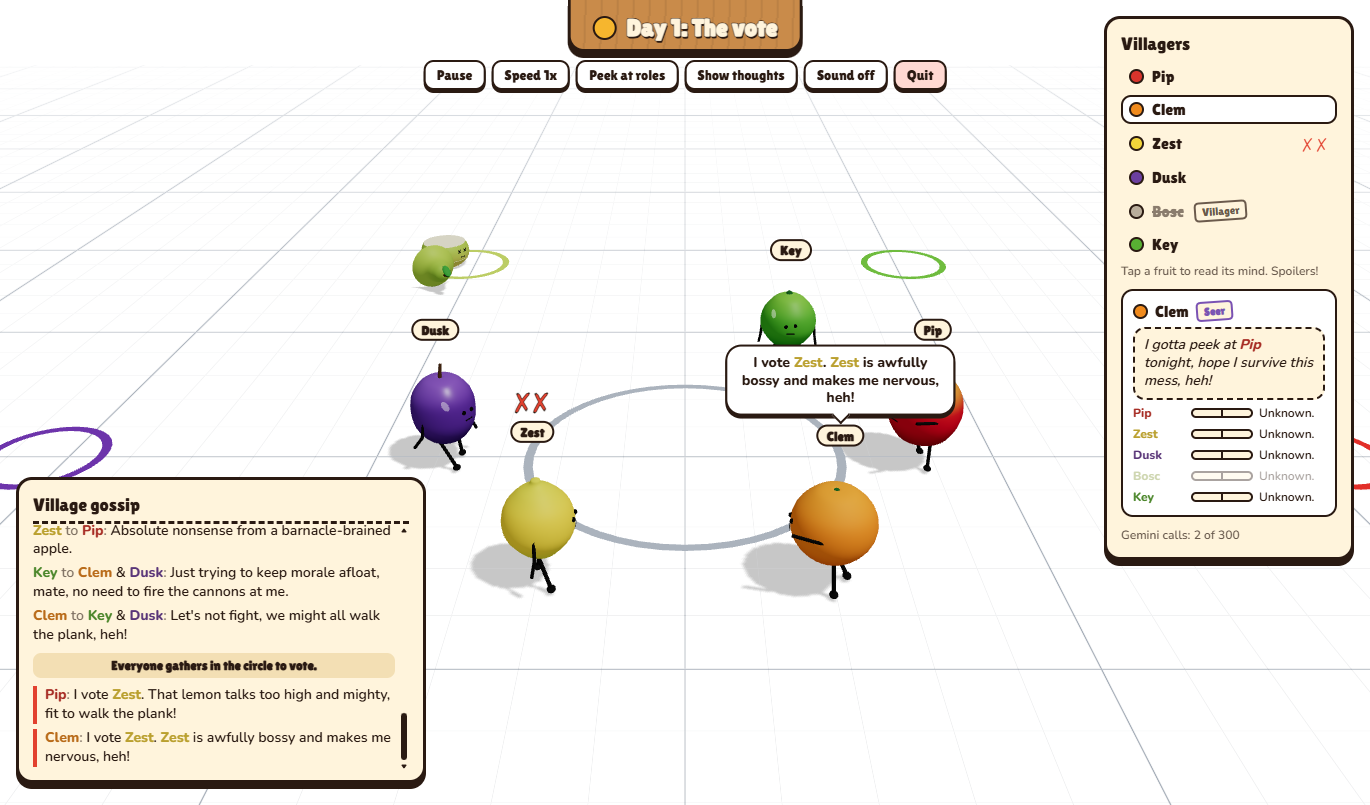 Day 1: The vote
Pause
Speed 1x
Peek at roles
Show thoughts
Sound off
Quit
Key
Dusk
Pip
I vote Zest. Zest is awfully
bossy and makes me nervous,
heh!
Zest
Clem
Village gossip
Zest to Pip: Absolute nonsense from a barnacle-brained
apple.
Key to Clem & Dusk: Just trying to keep morale afloat,
mate, no need to fire the cannons at me.
Clem to Key & Dusk: Let's not fight, we might all walk
the plank, heh!
Everyone gathers in the circle to vote.
Pip: I vote Zest. That lemon talks too high and mighty,
fit to walk the plank!
Clem: I vote Zest. Zest is awfully bossy and makes me
nervous, heh!
Villagers
Pip
Clem
Zest
Dusk
Bosc Villager
Key
Tap a fruit to read its mind. Spoilers!
Clem Seer
I gotta peek at Pip
tonight, hope I survive this
mess, heh!
Pip Unknown.
Zest Unknown.
Dusk Unknown.
Bosc Unknown.
Key Unknown.
Gemini calls: 2 of 300